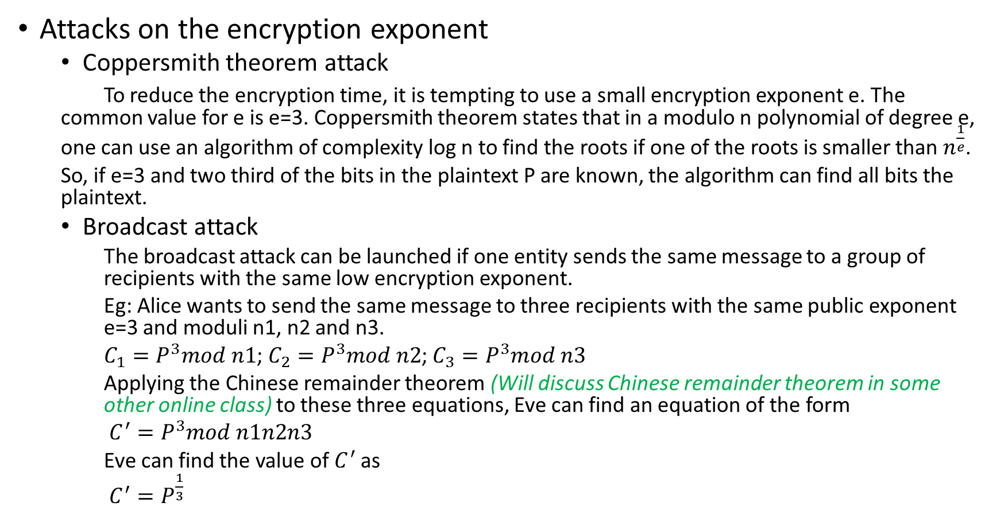 • Attacks on the encryption exponent
• Coppersmith theorem attack
To reduce the encryption time, it is tempting to use a small encryption exponent e. The
common value for e is e=3. Coppersmith theorem states that in a modulo n polynomial of degree e,
one can use an algorithm of complexity log n to find the roots if one of the roots is smaller than $n^{\frac{1}{e}}$.
So, if e=3 and two third of the bits in the plaintext P are known, the algorithm can find all bits the
plaintext.
• Broadcast attack
The broadcast attack can be launched if one entity sends the same message to a group of
recipients with the same low encryption exponent.
Eg: Alice wants to send the same message to three recipients with the same public exponent
e=3 and moduli n1, n2 and n3.
$C_1 = P^3 mod\ n1; C_2 = P^3 mod\ n2; C_3 = P^3 mod\ n3$
Applying the Chinese remainder theorem (Will discuss Chinese remainder theorem in some
other online class) to these three equations, Eve can find an equation of the form
$C' = P^3 mod\ n1n2n3$
Eve can find the value of $C'$ as
$C' = P^{\frac{1}{3}}$